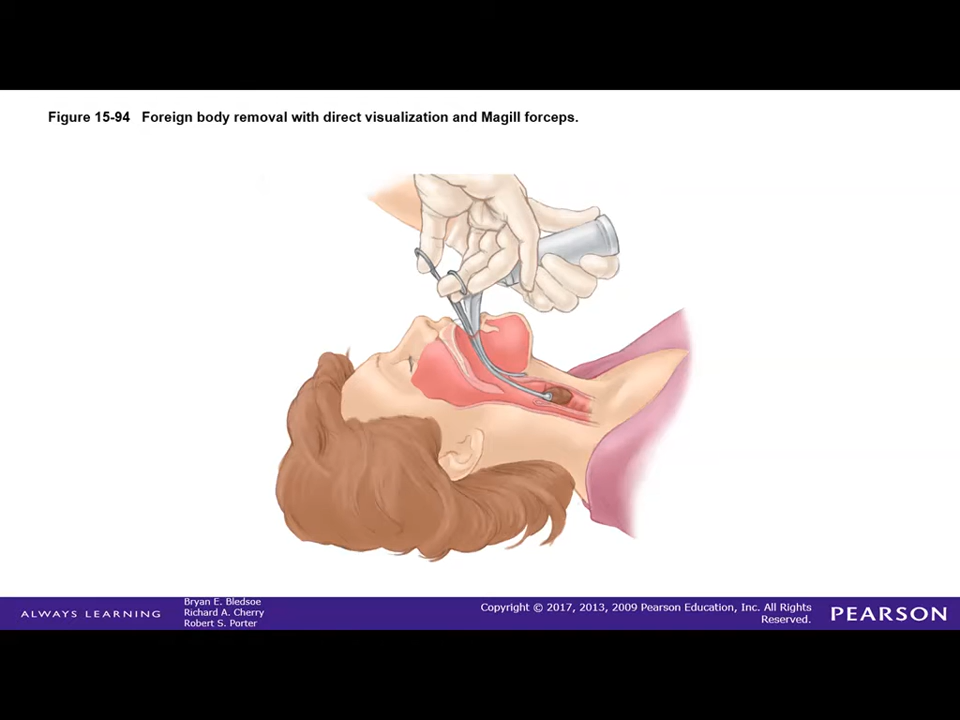 Figure 15-94 Foreign body removal with direct visualization and Magill forceps.
ALWAYS LEARNING
Bryan E. Bledsoe
Richard A. Cherry
Robert S. Porter
Copyright © 2017, 2013, 2009 Pearson Education, Inc. All Rights
Reserved.
PEARSON